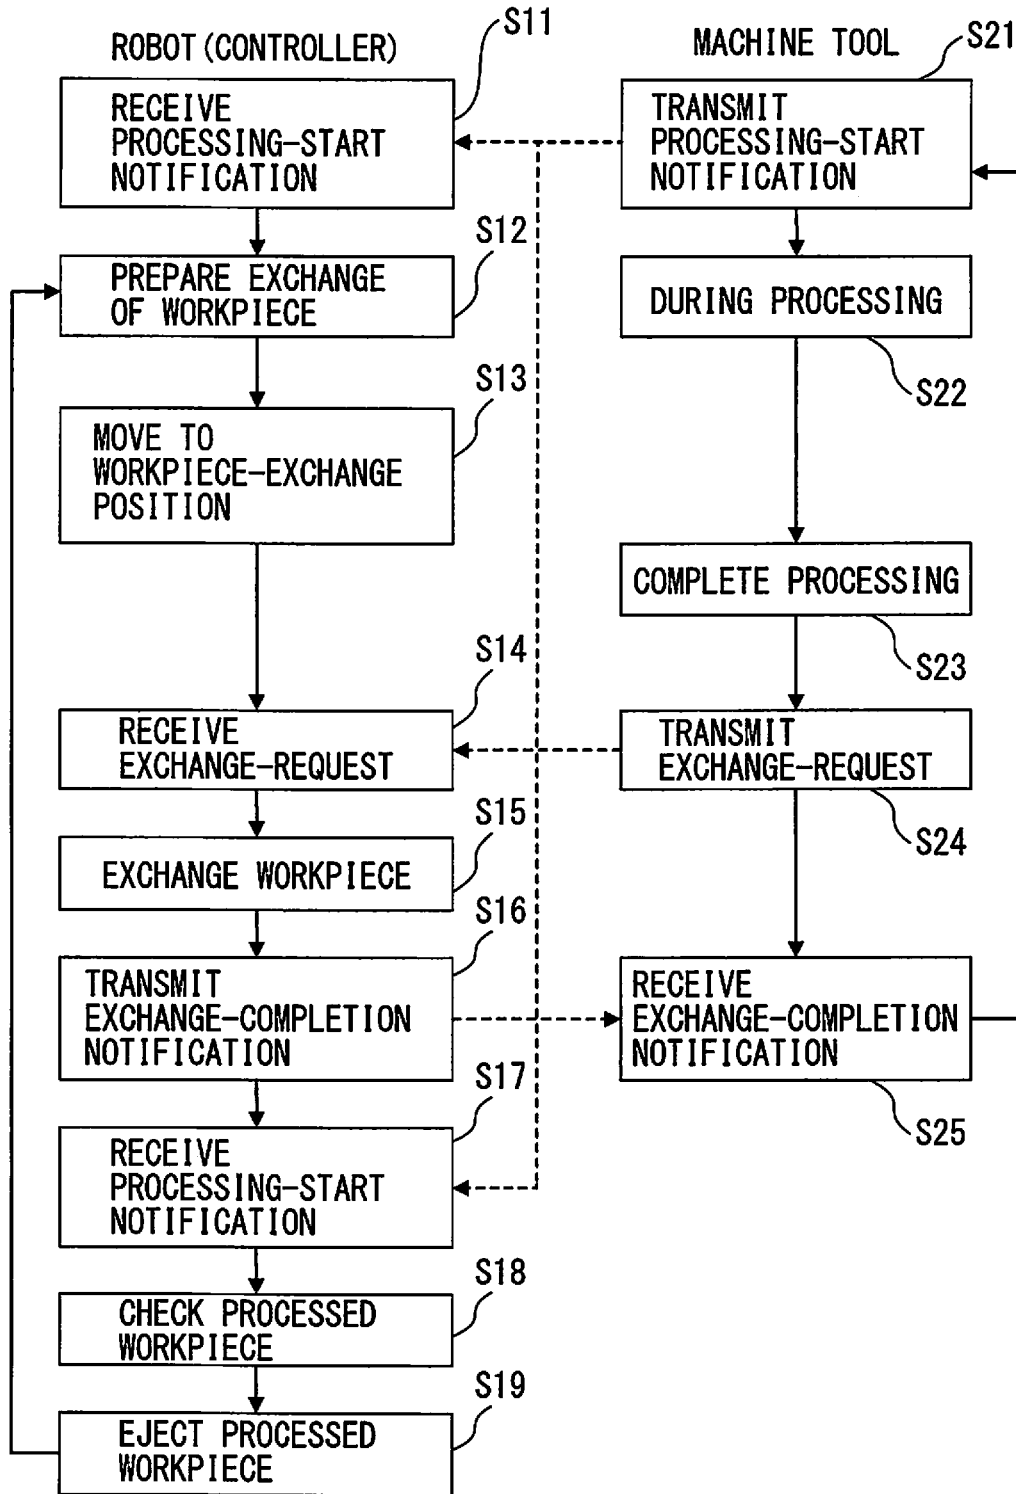 ROBOT (CONTROLLER)
S11
RECEIVE
PROCESSING-START
NOTIFICATION
S12
PREPARE EXCHANGE
OF WORKPIECE
S13
MOVE TO
WORKPIECE-EXCHANGE
POSITION
S14
RECEIVE
EXCHANGE-REQUEST
S15
EXCHANGE WORKPIECE
S16
TRANSMIT
EXCHANGE-COMPLETION
NOTIFICATION
S17
RECEIVE
PROCESSING-START
NOTIFICATION
S18
CHECK PROCESSED
WORKPIECE
S19
EJECT PROCESSED
WORKPIECE
MACHINE TOOL
S21
TRANSMIT
PROCESSING-START
NOTIFICATION
DURING PROCESSING
S22
COMPLETE PROCESSING
S23
TRANSMIT
EXCHANGE-REQUEST
S24
RECEIVE
EXCHANGE-COMPLETION
NOTIFICATION
S25